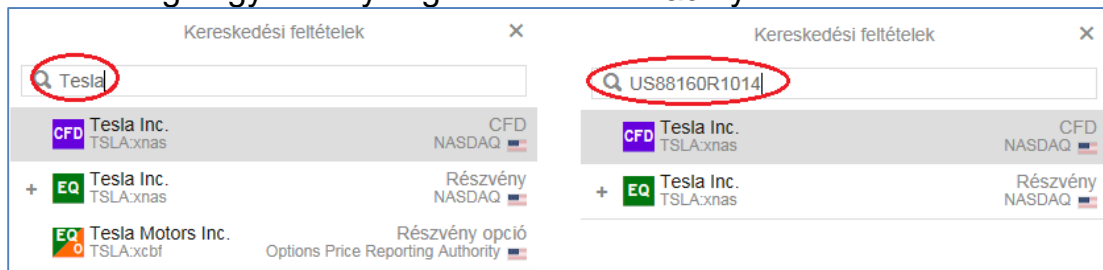 Kereskedési feltételek
Tesla
CFD Tesla Inc. CFD
TSLA:xnas NASDAQ
+ EQ Tesla Inc. Részvény
TSLA:xnas NASDAQ
EQ O Tesla Motors Inc. Részvény opció
TSLA:xcbf Options Price Reporting Authority
Kereskedési feltételek
US88160R1014
CFD Tesla Inc. CFD
TSLA:xnas NASDAQ
+ EQ Tesla Inc. Részvény
TSLA:xnas NASDAQ